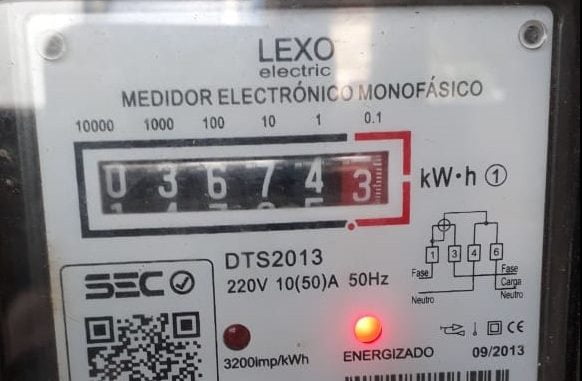 LEXO
electric
MEDIDOR ELECTRÓNICO MONOFÁSICO
10000 1000 100 10 1 0.1
0 3 6 7 4 3 kW·h 1
1 3 4 6
Fase Fase
Carga
Neutro Neutro
DTS2013
220V 10(50)A 50Hz
SEC
3200imp/kWh
ENERGIZADO
CE
09/2013